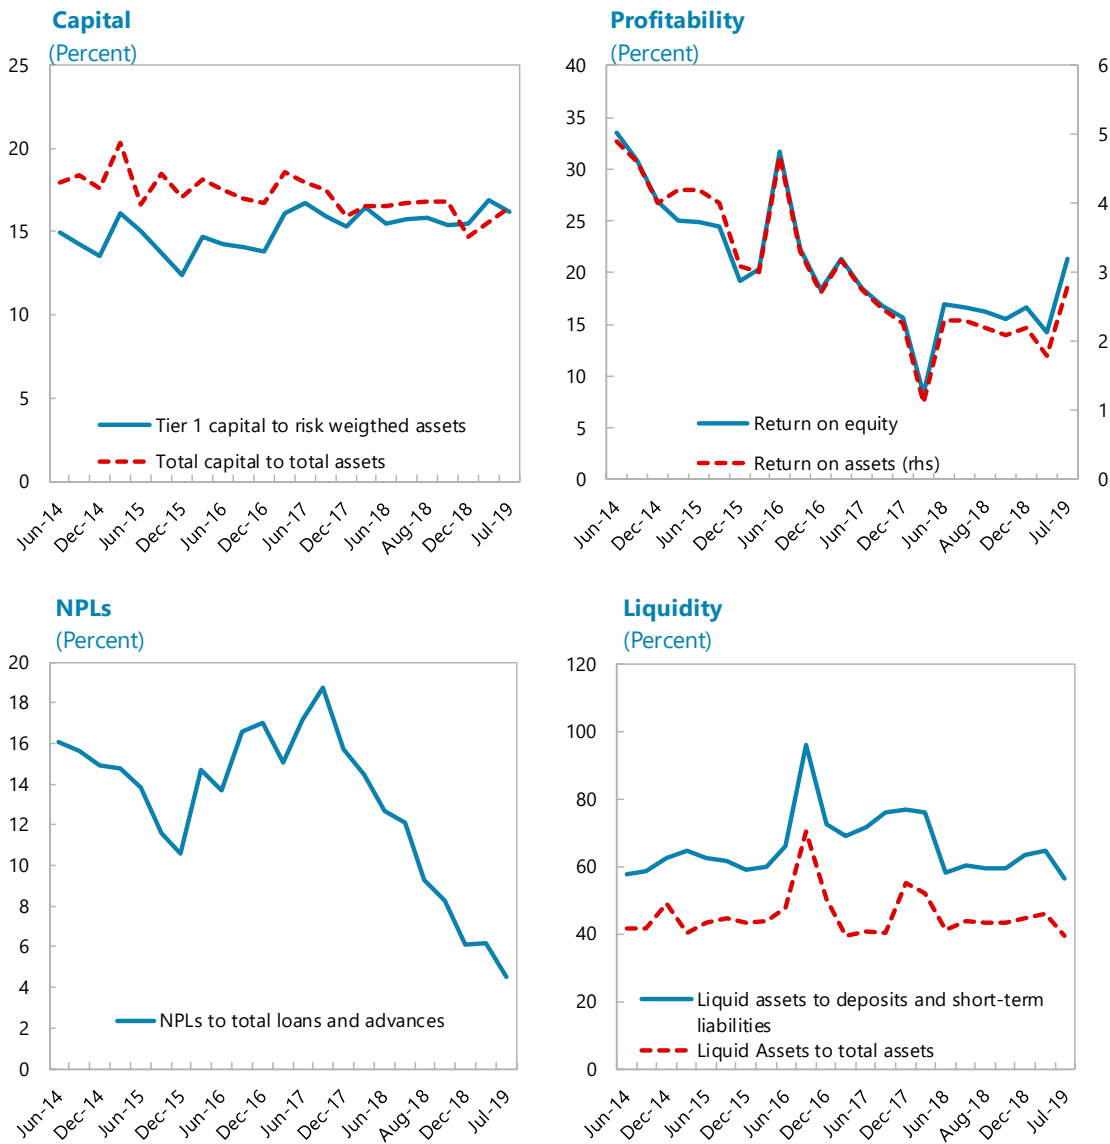 Capital
(Percent)
25
20
15
10
5
0
Tier 1 capital to risk weigthed assets
Total capital to total assets
Jun-14
Dec-14
Jun-15
Dec-15
Jun-16
Dec-16
Jun-17
Dec-17
Jun-18
Aug-18
Dec-18
Jul-19
Profitability
(Percent)
40
35
30
25
20
15
10
5
0
6
5
4
3
2
1
0
Return on equity
Return on assets (rhs)
Jun-14
Dec-14
Jun-15
Dec-15
Jun-16
Dec-16
Jun-17
Dec-17
Jun-18
Aug-18
Dec-18
Jul-19
NPLs
(Percent)
20
18
16
14
12
10
8
6
4
2
0
NPLs to total loans and advances
Jun-14
Dec-14
Jun-15
Dec-15
Jun-16
Dec-16
Jun-17
Dec-17
Jun-18
Aug-18
Dec-18
Jul-19
Liquidity
(Percent)
120
100
80
60
40
20
0
Liquid assets to deposits and short-term
liabilities
Liquid Assets to total assets
Jun-14
Dec-14
Jun-15
Dec-15
Jun-16
Dec-16
Jun-17
Dec-17
Jun-18
Aug-18
Dec-18
Jul-19